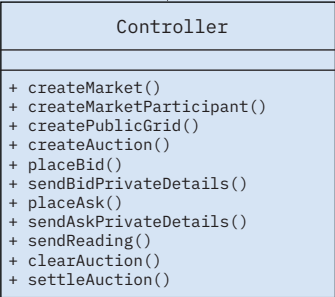 Controller
+ createMarket()
+ createMarketParticipant()
+ createPublicGrid()
+ createAuction()
+ placeBid()
+ sendBidPrivateDetails()
+ placeAsk()
+ sendAskPrivateDetails()
+ sendReading()
+ clearAuction()
+ settleAuction()